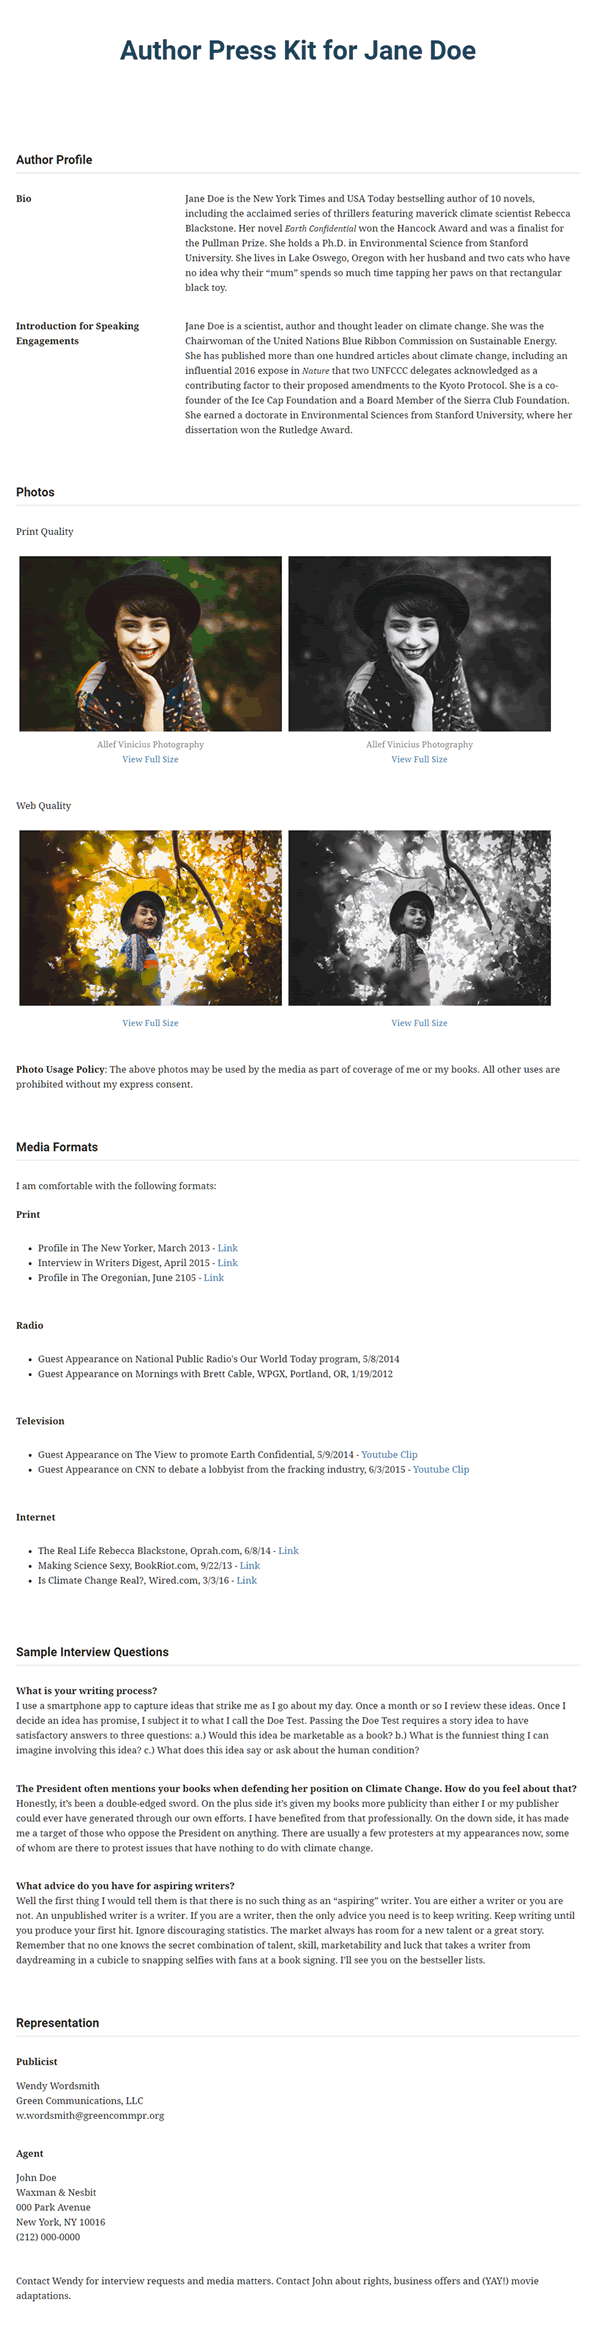 Author Press Kit for Jane Doe
Author Profile
Bio
Jane Doe is the New York Times and USA Today bestselling author of 10 novels,
including the acclaimed series of thrillers featuring maverick climate scientist Rebecca
Blackstone. Her novel Earth Confidential won the Hancock Award and was a finalist for
the Pullman Prize. She holds a Ph.D. in Environmental Science from Stanford
University. She lives in Lake Oswego, Oregon with her husband and two cats who have
no idea why their “mum” spends so much time tapping her paws on that rectangular
black toy.
Introduction for Speaking
Engagements
Jane Doe is a scientist, author and thought leader on climate change. She was the
Chairwoman of the United Nations Blue Ribbon Commission on Sustainable Energy.
She has published more than one hundred articles about climate change, including an
influential 2016 expose in Nature that two UNFCCC delegates acknowledged as a
contributing factor to their proposed amendments to the Kyoto Protocol. She is a co-
founder of the Ice Cap Foundation and a Board Member of the Sierra Club Foundation.
She earned a doctorate in Environmental Sciences from Stanford University, where her
dissertation won the Rutledge Award.
Photos
Print Quality
Allef Vinicius Photography
View Full Size
Allef Vinicius Photography
View Full Size
Web Quality
View Full Size
View Full Size
Photo Usage Policy: The above photos may be used by the media as part of coverage of me or my books. All other uses are
prohibited without my express consent.
Media Formats
I am comfortable with the following formats:
Print
• Profile in The New Yorker, March 2013 - Link
• Interview in Writers Digest, April 2015 - Link
• Profile in The Oregonian, June 2105 - Link
Radio
• Guest Appearance on National Public Radio's Our World Today program, 5/8/2014
• Guest Appearance on Mornings with Brett Cable, WPGX, Portland, OR, 1/19/2012
Television
• Guest Appearance on The View to promote Earth Confidential, 5/9/2014 - Youtube Clip
• Guest Appearance on CNN to debate a lobbyist from the fracking industry, 6/3/2015 - Youtube Clip
Internet
• The Real Life Rebecca Blackstone, Oprah.com, 6/8/14 - Link
• Making Science Sexy, BookRiot.com, 9/22/13 - Link
• Is Climate Change Real?, Wired.com, 3/3/16 - Link
Sample Interview Questions
What is your writing process?
I use a smartphone app to capture ideas that strike me as I go about my day. Once a month or so I review these ideas. Once I
decide an idea has promise, I subject it to what I call the Doe Test. Passing the Doe Test requires a story idea to have
satisfactory answers to three questions: a.) Would this idea be marketable as a book? b.) What is the funniest thing I can
imagine involving this idea? c.) What does this idea say or ask about the human condition?
The President often mentions your books when defending her position on Climate Change. How do you feel about that?
Honestly, it’s been a double-edged sword. On the plus side it’s given my books more publicity than either I or my publisher
could ever have generated through our own efforts. I have benefited from that professionally. On the down side, it has made
me a target of those who oppose the President on anything. There are usually a few protesters at my appearances now, some
of whom are there to protest issues that have nothing to do with climate change.
What advice do you have for aspiring writers?
Well the first thing I would tell them is that there is no such thing as an “aspiring” writer. You are either a writer or you are
not. An unpublished writer is a writer. If you are a writer, then the only advice you need is to keep writing. Keep writing until
you produce your first hit. Ignore discouraging statistics. The market always has room for a new talent or a great story.
Remember that no one knows the secret combination of talent, skill, marketability and luck that takes a writer from
daydreaming in a cubicle to snapping selfies with fans at a book signing. I’ll see you on the bestseller lists.
Representation
Publicist
Wendy Wordsmith
Green Communications, LLC
w.wordsmith@greencommpr.org
Agent
John Doe
Waxman & Nesbit
000 Park Avenue
New York, NY 10016
(212) 000-0000
Contact Wendy for interview requests and media matters. Contact John about rights, business offers and (YAY!) movie
adaptations.